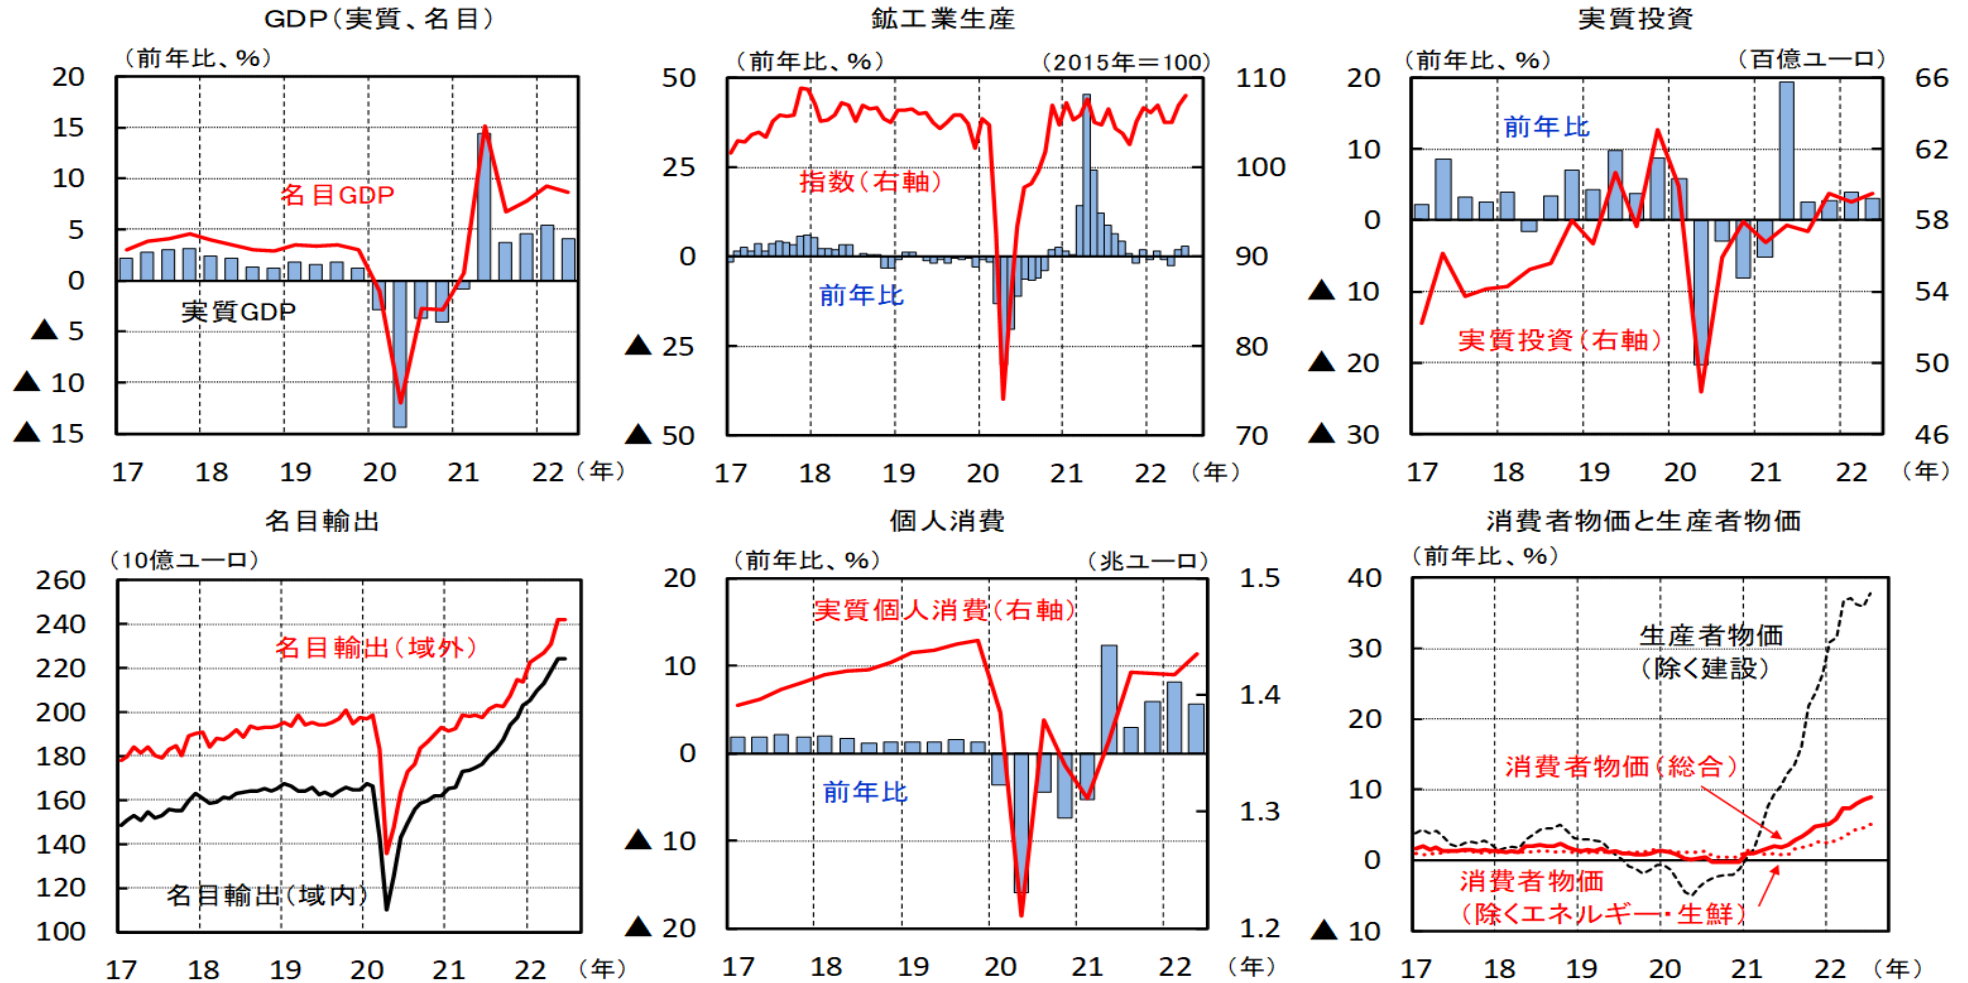 GDP(実質、名目)
(前年比、%)
20
15
10
5
0
▲ 5
▲ 10
▲ 15
名目GDP
実質GDP
17 18 19 20 21 22 (年)
鉱工業生産
(前年比、%) (2015年=100)
50
25
0
▲ 25
▲ 50
110
100
90
80
70
指数(右軸)
前年比
17 18 19 20 21 22 (年)
実質投資
(前年比、%) (百億ユーロ)
20
10
0
▲ 10
▲ 20
▲ 30
66
62
58
54
50
46
前年比
実質投資(右軸)
17 18 19 20 21 22 (年)
名目輸出
(10億ユーロ)
260
240
220
200
180
160
140
120
100
名目輸出(域外)
名目輸出(域内)
17 18 19 20 21 22 (年)
個人消費
(前年比、%) (兆ユーロ)
20
10
0
▲ 10
▲ 20
1.5
1.4
1.3
1.2
実質個人消費(右軸)
前年比
17 18 19 20 21 22 (年)
消費者物価と生産者物価
(前年比、%)
40
30
20
10
0
▲ 10
生産者物価
(除く建設)
消費者物価(総合)
消費者物価
(除くエネルギー・生鮮)
17 18 19 20 21 22 (年)